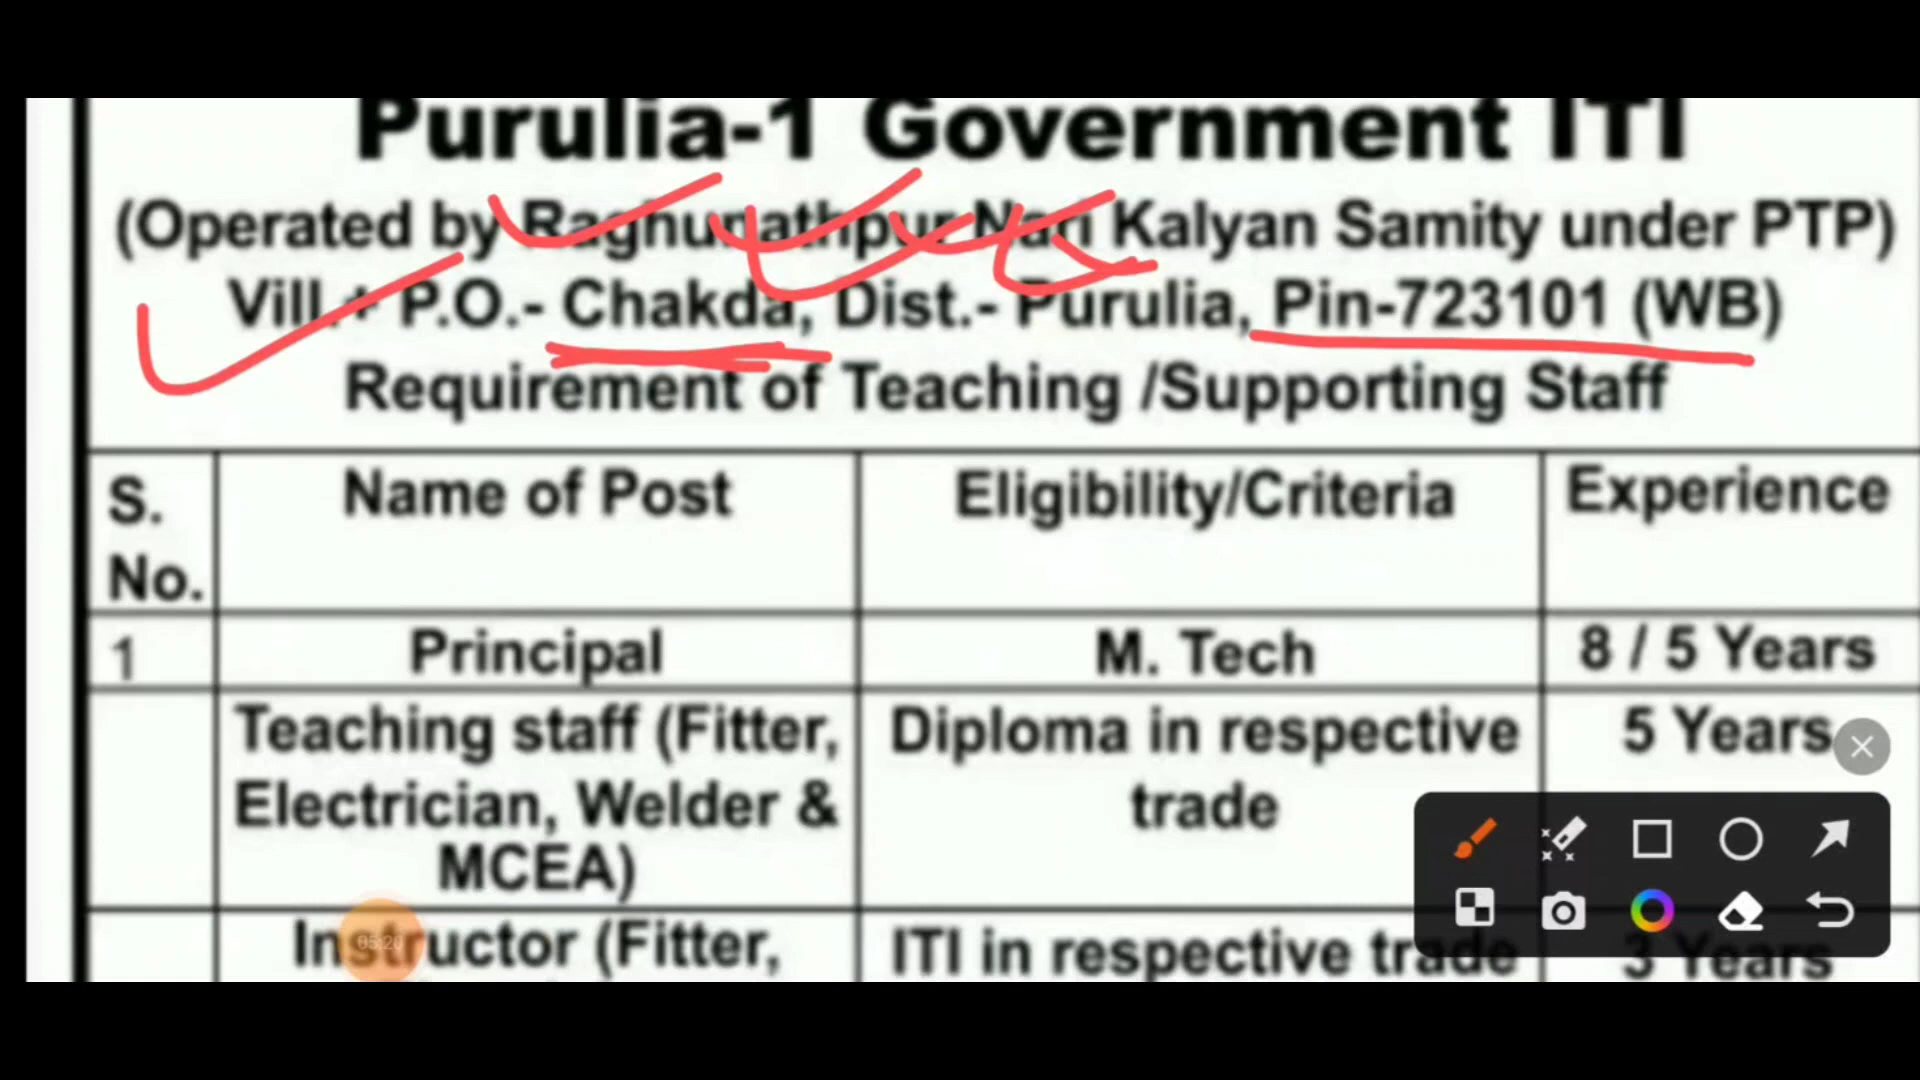 Purulia-1 Government ITI
(Operated by Raghunathpur Nari Kalyan Samity under PTP)
Vill.+ P.O.- Chakda, Dist.- Purulia, Pin-723101 (WB)
Requirement of Teaching /Supporting Staff
S. No.
Name of Post
Eligibility/Criteria
Experience
1
Principal
M. Tech
8 / 5 Years
Teaching staff (Fitter,
Electrician, Welder &
MCEA)
Diploma in respective
trade
5 Years
Instructor (Fitter,
ITI in respective trade
3 Years
05:20